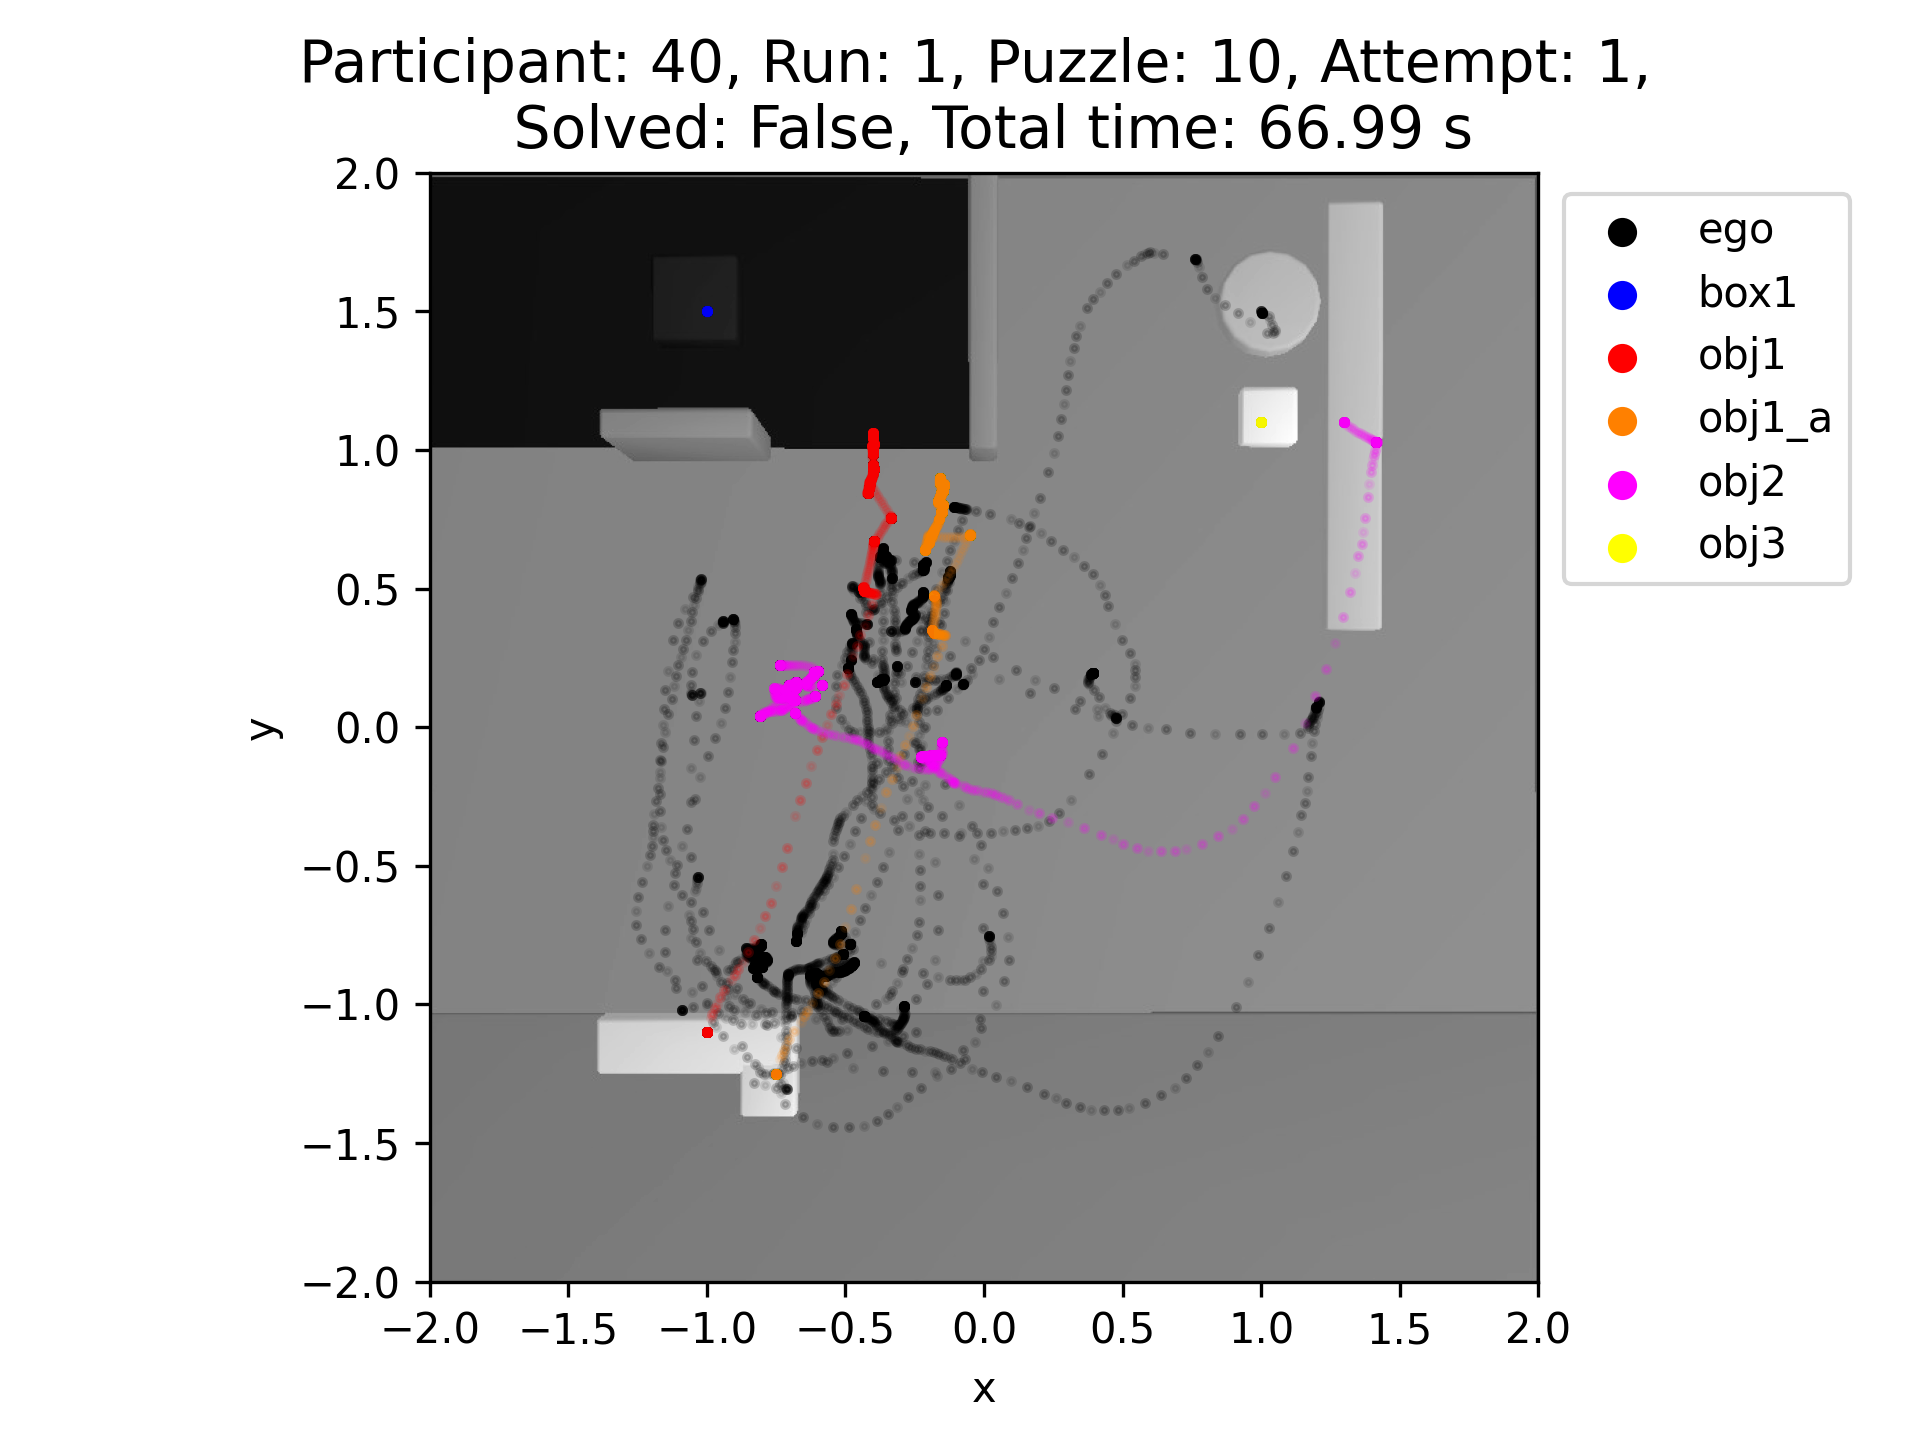 Participant: 40, Run: 1, Puzzle: 10, Attempt: 1,
Solved: False, Total time: 66.99 s
2.0
1.5
1.0
0.5
0.0
−0.5
−1.0
−1.5
−2.0
y
−2.0 −1.5 −1.0 −0.5 0.0 0.5 1.0 1.5 2.0
x
ego
box1
obj1
obj1_a
obj2
obj3